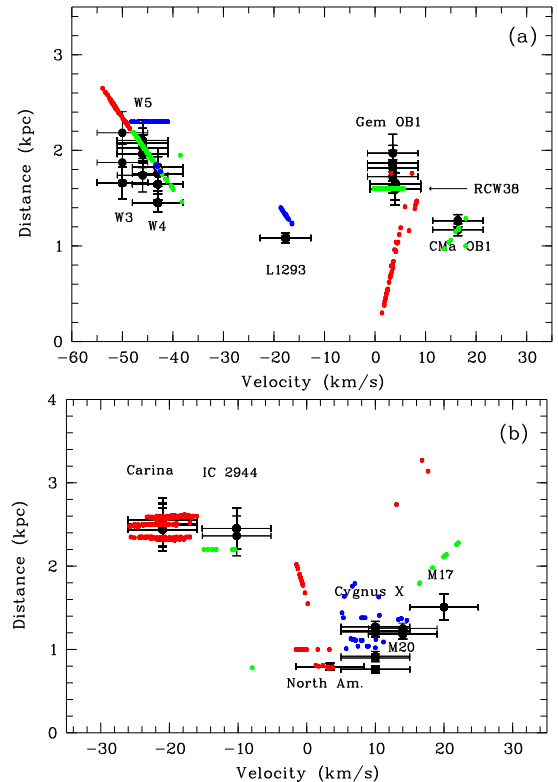 (a)
3
2
1
0
Distance (kpc)
W5
W3
W4
L1293
Gem OB1
RCW38
CMa OB1
−60
−50
−40
−30
−20
−10
0
10
20
Velocity (km/s)
(b)
4
3
2
1
0
Distance (kpc)
Carina
IC 2944
Cygnus X
M17
M20
North Am.
−30
−20
−10
0
10
20
30
Velocity (km/s)